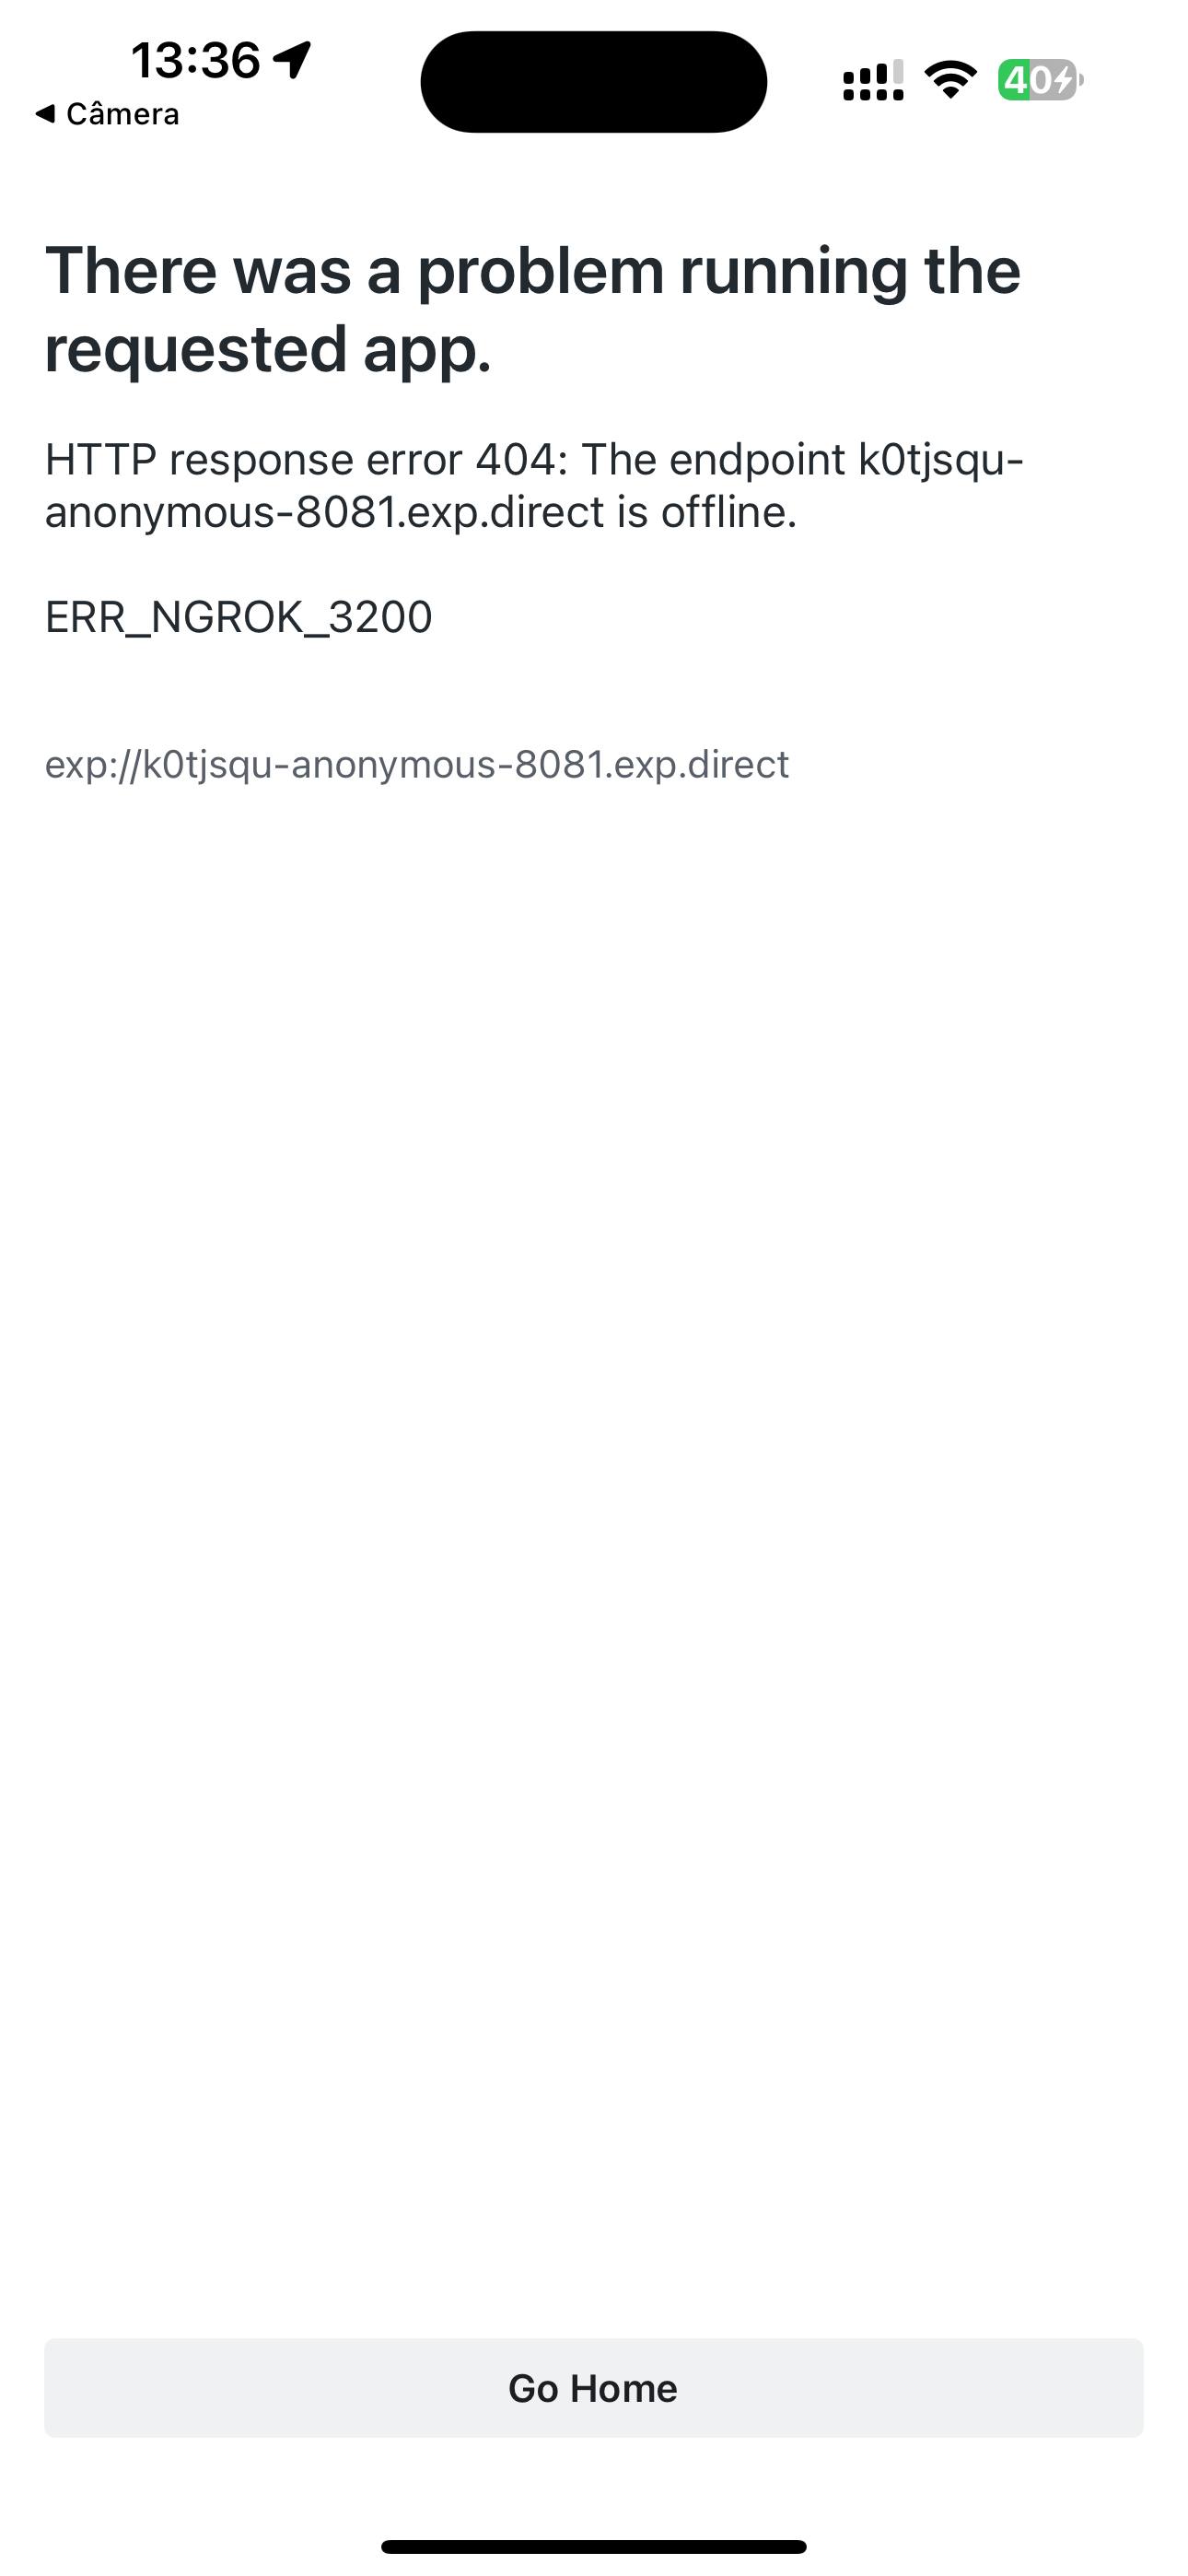 13:36
40
◀ Câmera
There was a problem running the
requested app.
HTTP response error 404: The endpoint k0tjsqu-
anonymous-8081.exp.direct is offline.
ERR_NGROK_3200
exp://k0tjsqu-anonymous-8081.exp.direct
Go Home